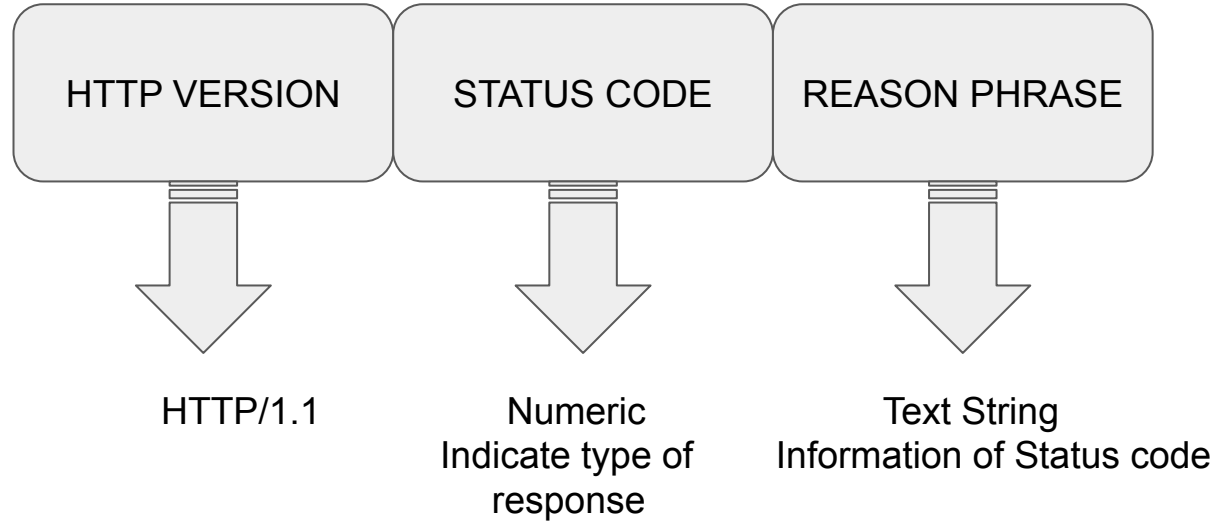 HTTP VERSION
STATUS CODE
REASON PHRASE
HTTP/1.1
Numeric
Indicate type of
response
Text String
Information of Status code